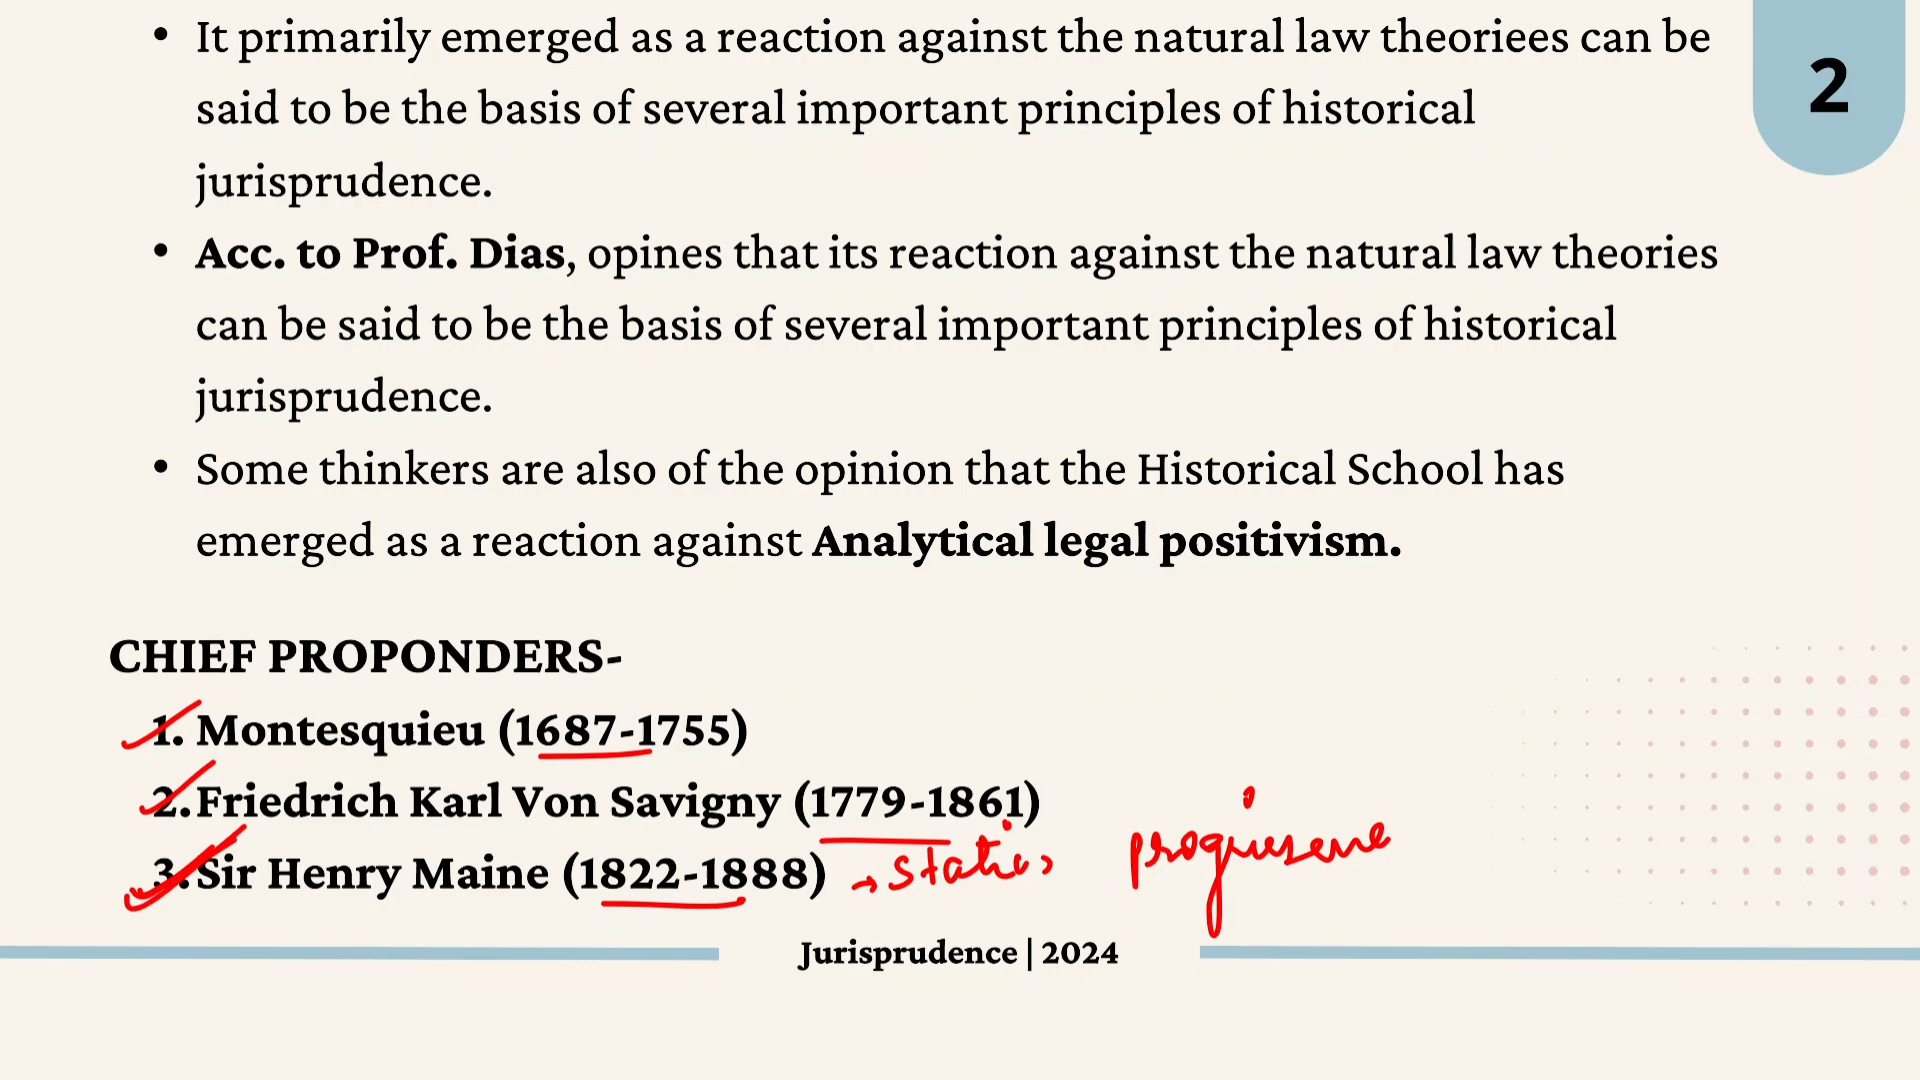 • It primarily emerged as a reaction against the natural law theoriees can be
said to be the basis of several important principles of historical
jurisprudence.
2
• Acc. to Prof. Dias, opines that its reaction against the natural law theories
can be said to be the basis of several important principles of historical
jurisprudence.
• Some thinkers are also of the opinion that the Historical School has
emerged as a reaction against Analytical legal positivism.
CHIEF PROPONDERS-
1. Montesquieu (1687-1755)
2. Friedrich Karl Von Savigny (1779-1861)
3. Sir Henry Maine (1822-1888) → static,
Jurisprudence | 2024